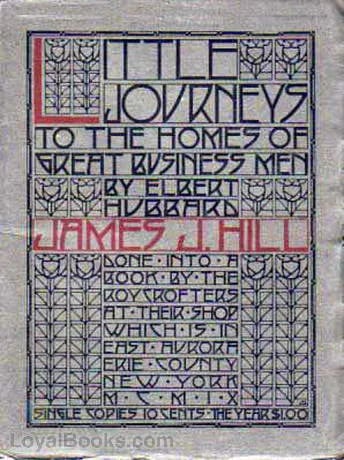 LITTLE
JOURNEYS
TO THE HOMES OF
GREAT BUSINESS MEN
BY ELBERT
HUBBARD
JAMES J. HILL
DONE · INTO · A
BOOK · BY · THE
ROYCROFTERS
AT · THEIR · SHOP
WHICH · IS · IN
EAST · AURORA
ERIE · COUNTY
NEW · YORK
M · C · M · I · X
SINGLE COPIES 10 CENTS · THE YEAR $1.00
LoyalBooks.com